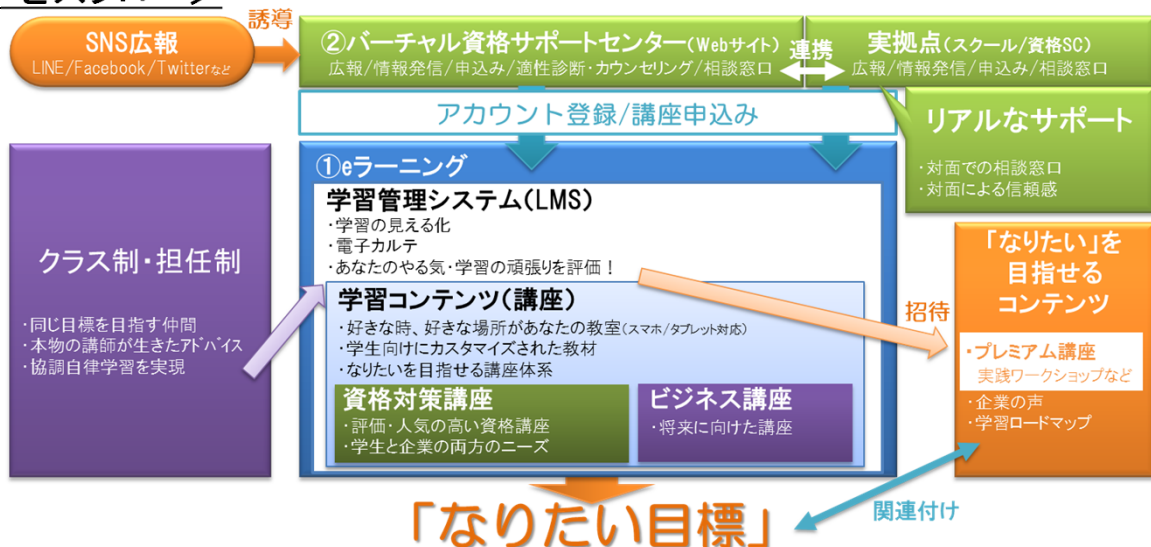 誘導
SNS広報
LINE/Facebook/Twitterなど
②バーチャル資格サポートセンター(Webサイト)
広報/情報発信/申込み/適性診断・カウンセリング/相談窓口
連携
実拠点(スクール/資格SC)
広報/情報発信/申込み/相談窓口
アカウント登録/講座申込み
リアルなサポート
・対面での相談窓口
・対面による信頼感
①eラーニング
学習管理システム(LMS)
・学習の見える化
・電子カルテ
・あなたのやる気・学習の頑張りを評価！
クラス制・担任制
・同じ目標を目指す仲間
・本物の講師が生きたアドバイス
・協調自律学習を実現
学習コンテンツ(講座)
・好きな時、好きな場所があなたの教室(スマホ/タブレット対応)
・学生向けにカスタマイズされた教材
・なりたいを目指せる講座体系
資格対策講座
・評価・人気の高い資格講座
・学生と企業の両方のニーズ
ビジネス講座
・将来に向けた講座
招待
「なりたい」を
目指せる
コンテンツ
・プレミアム講座
実践ワークショップなど
・企業の声
・学習ロードマップ
関連付け
「なりたい目標」